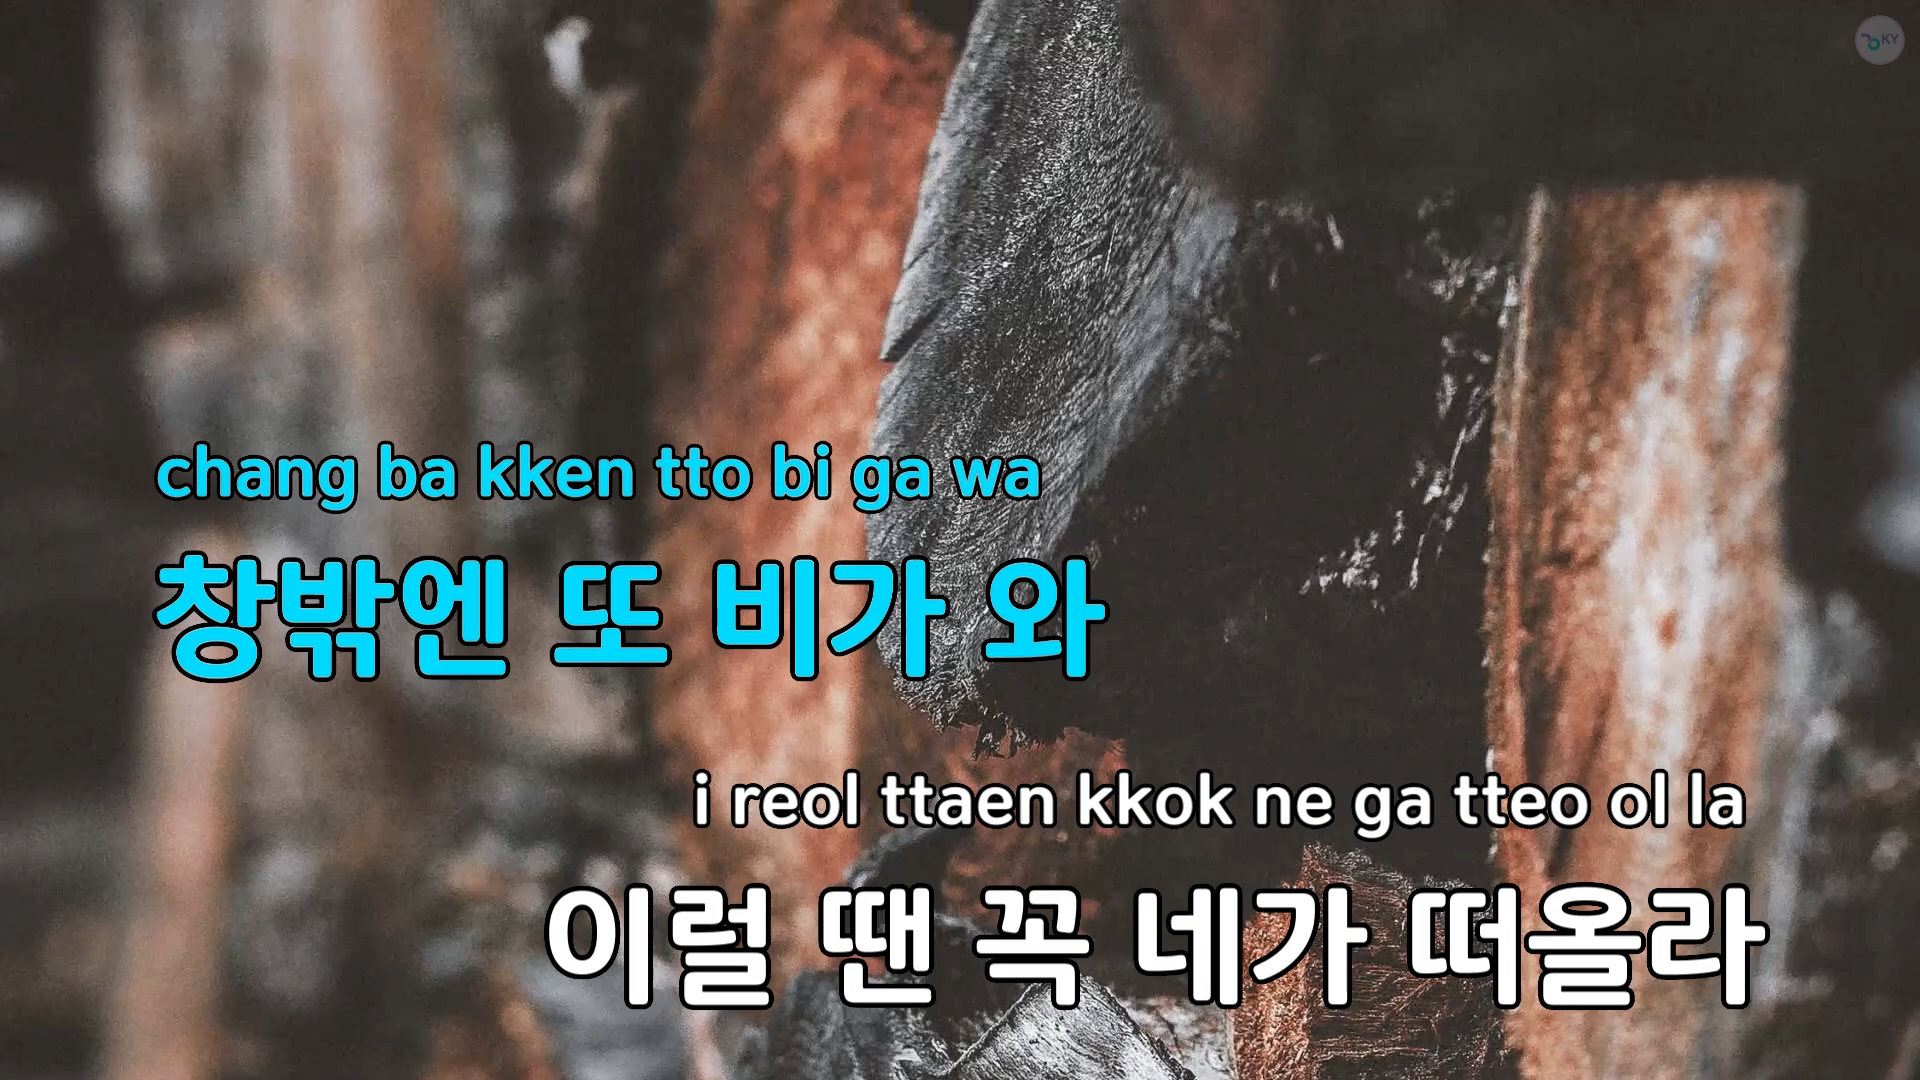 KY
chang ba kken tto bi ga wa
창밖엔 또 비가 와
i reol ttaen kkok ne ga tteo ol la
이럴 땐 꼭 네가 떠올라